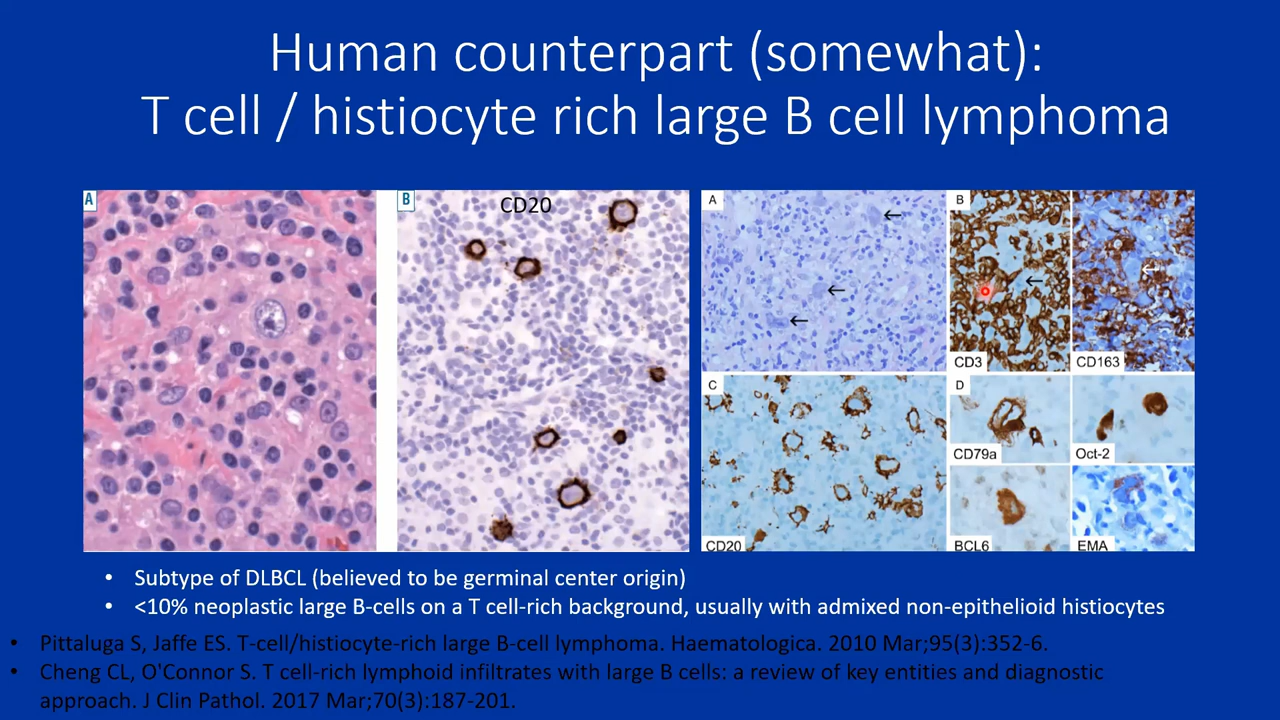 Human counterpart (somewhat):
T cell / histiocyte rich large B cell lymphoma
A
B
CD20
A
B
CD3
CD163
C
CD20
D
CD79a
Oct-2
BCL6
EMA
• Subtype of DLBCL (believed to be germinal center origin)
• <10% neoplastic large B-cells on a T cell-rich background, usually with admixed non-epithelioid histiocytes
• Pittaluga S, Jaffe ES. T-cell/histiocyte-rich large B-cell lymphoma. Haematologica. 2010 Mar;95(3):352-6.
• Cheng CL, O'Connor S. T cell-rich lymphoid infiltrates with large B cells: a review of key entities and diagnostic
approach. J Clin Pathol. 2017 Mar;70(3):187-201.